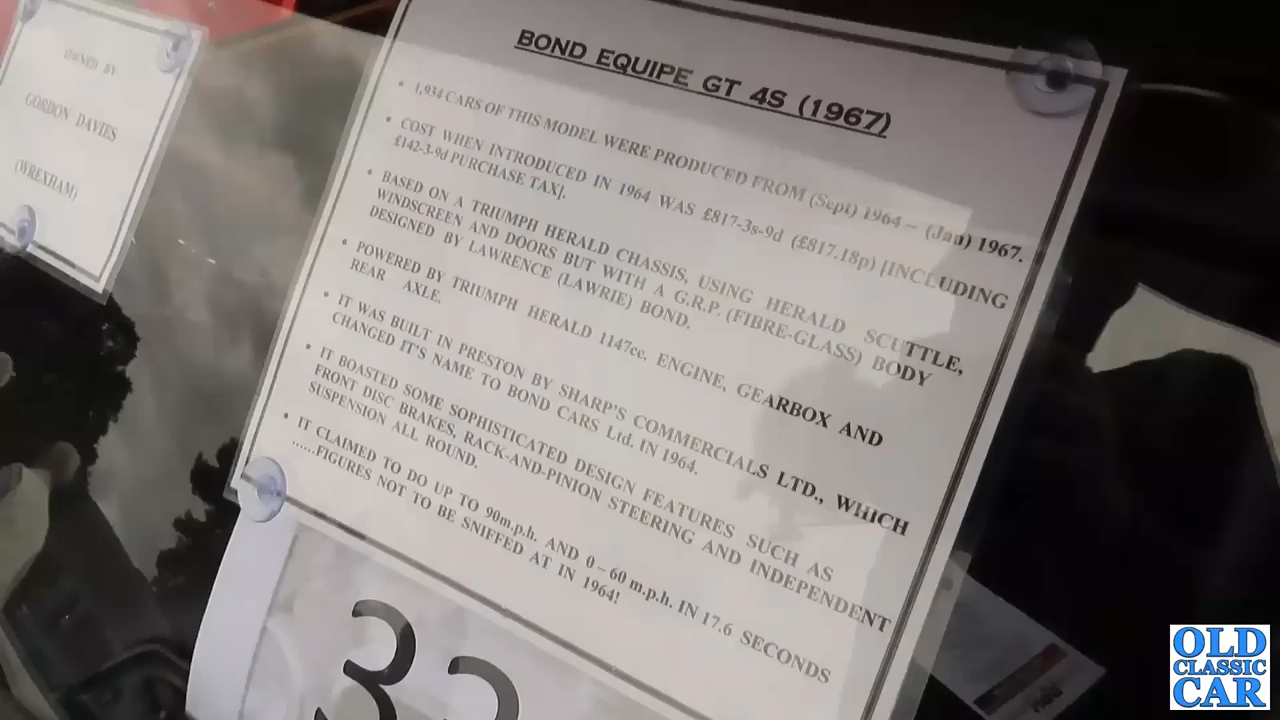 OWNED BY
GORDON DAVIES
(WREXHAM)
BOND EQUIPE GT 4S (1967)
• 1,934 CARS OF THIS MODEL WERE PRODUCED FROM (Sept) 1964 – (Jan) 1967.
• COST WHEN INTRODUCED IN 1964 WAS £817-3s-9d (£817.18p) [INCLUDING
£142-3-9d PURCHASE TAX].
• BASED ON A TRIUMPH HERALD CHASSIS, USING HERALD SCUTTLE,
WINDSCREEN AND DOORS BUT WITH A G.R.P. (FIBRE-GLASS) BODY
DESIGNED BY LAWRENCE (LAWRIE) BOND.
• POWERED BY TRIUMPH HERALD 1147cc. ENGINE, GEARBOX AND
REAR AXLE.
• IT WAS BUILT IN PRESTON BY SHARP'S COMMERCIALS LTD., WHICH
CHANGED IT'S NAME TO BOND CARS Ltd. IN 1964.
• IT BOASTED SOME SOPHISTICATED DESIGN FEATURES SUCH AS
FRONT DISC BRAKES, RACK-AND-PINION STEERING AND INDEPENDENT
SUSPENSION ALL ROUND.
• IT CLAIMED TO DO UP TO 90m.p.h. AND 0 – 60 m.p.h. IN 17.6 SECONDS
......FIGURES NOT TO BE SNIFFED AT IN 1964!
OLD
CLASSIC
CAR